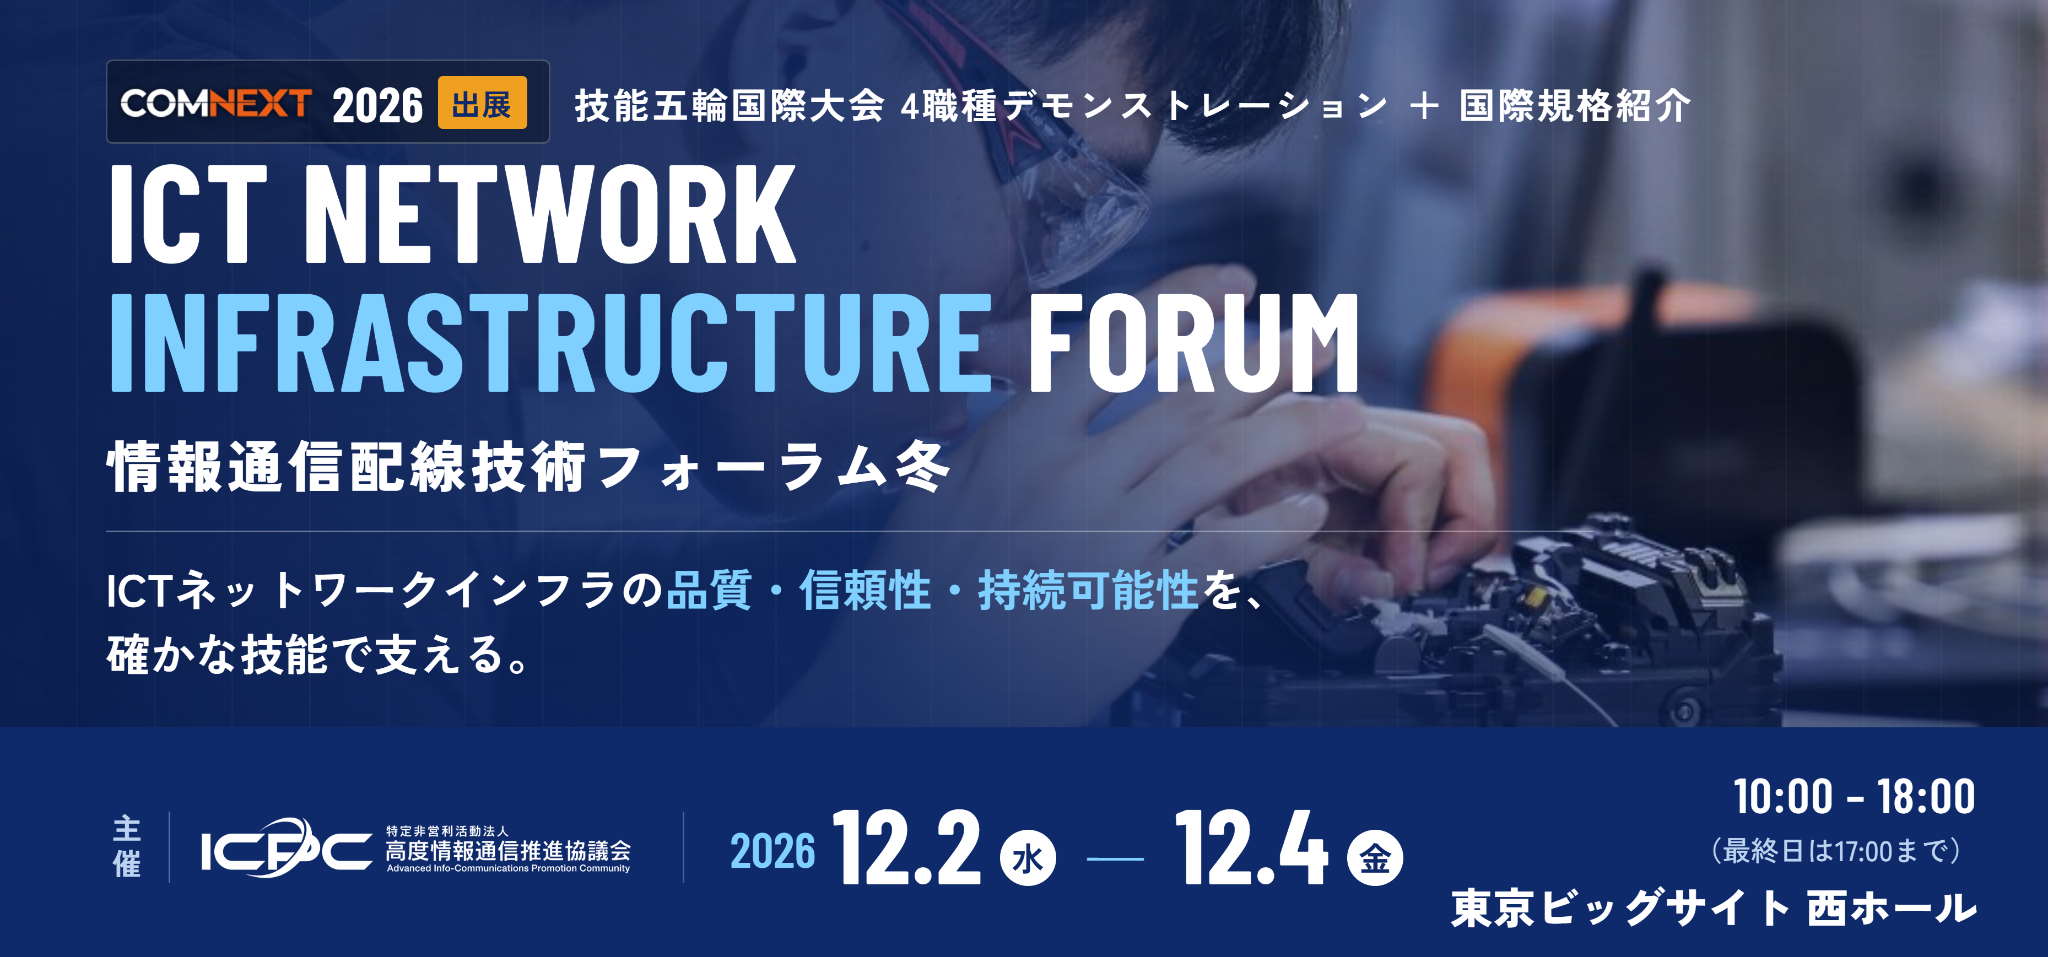 COMNEXT 2026 出展 技能五輪国際大会 4職種デモンストレーション ＋ 国際規格紹介
ICT NETWORK
INFRASTRUCTURE FORUM
情報通信配線技術フォーラム冬
ICTネットワークインフラの品質・信頼性・持続可能性を、
確かな技能で支える。
主催
ICPC
特定非営利活動法人
高度情報通信推進協議会
Advanced Info-Communications Promotion Community
2026 12.2 水 — 12.4 金
10:00 – 18:00
（最終日は17:00まで）
東京ビッグサイト 西ホール